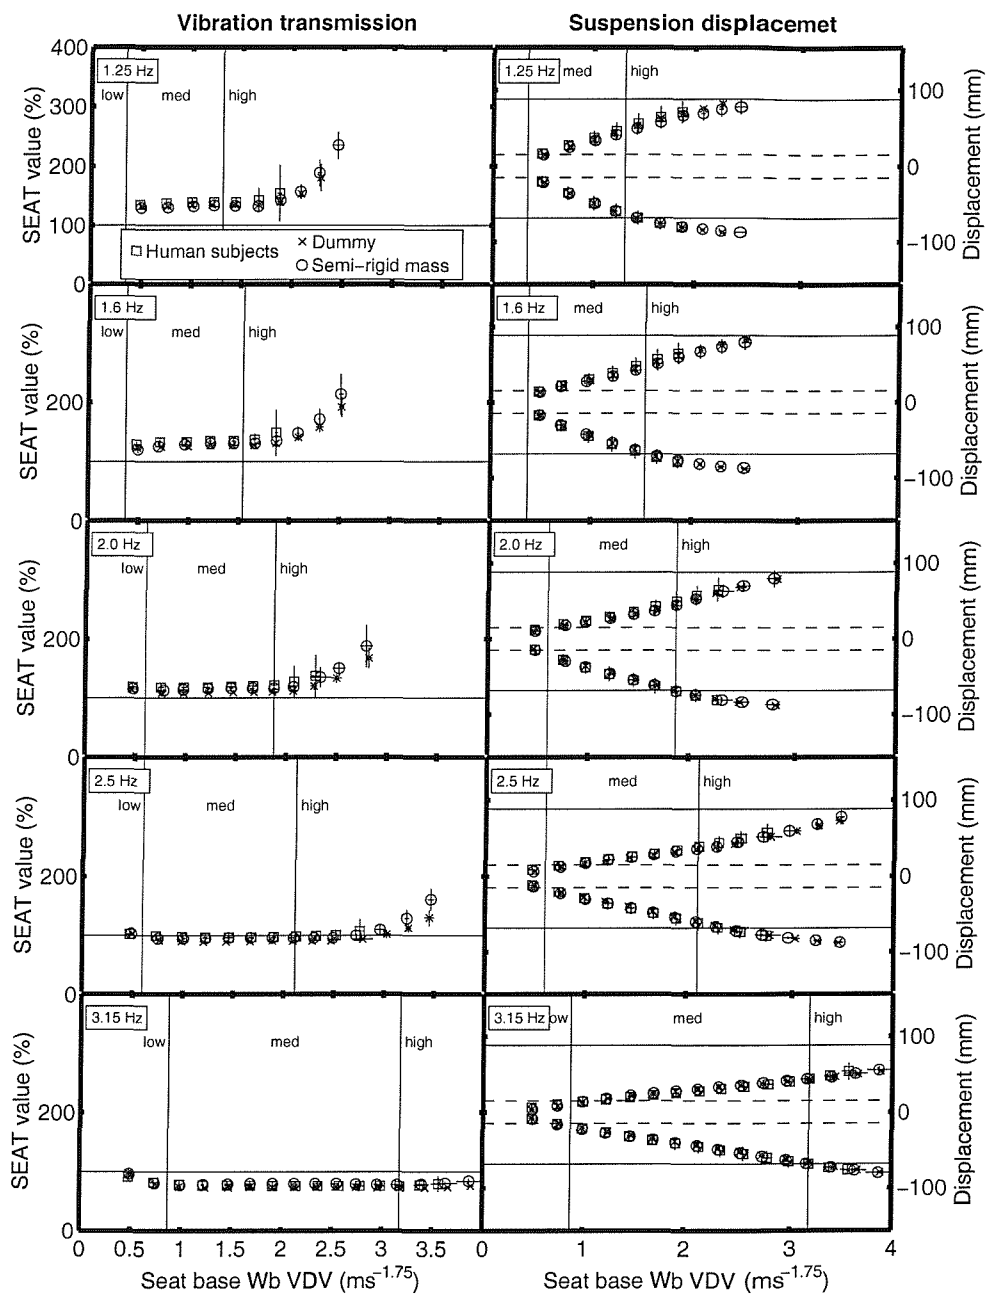 Vibration transmission
Suspension displacemet
400
300
200
100
0
SEAT value (%)
1.25 Hz
low
med
high
□ Human subjects
× Dummy
○ Semi-rigid mass
1.25 Hz
med
high
100
0
−100
Displacement (mm)
200
0
SEAT value (%)
1.6 Hz
low
med
high
1.6 Hz
med
high
100
0
−100
Displacement (mm)
200
0
SEAT value (%)
2.0 Hz
low
med
high
2.0 Hz
med
high
100
0
−100
Displacement (mm)
200
0
SEAT value (%)
2.5 Hz
low
med
high
2.5 Hz
med
high
100
0
−100
Displacement (mm)
200
0
SEAT value (%)
3.15 Hz
low
med
high
3.15 Hz
ow
med
high
100
0
−100
Displacement (mm)
0 0.5 1 1.5 2 2.5 3 3.5
0 1 2 3 4
Seat base Wb VDV (ms−1.75)
Seat base Wb VDV (ms−1.75)